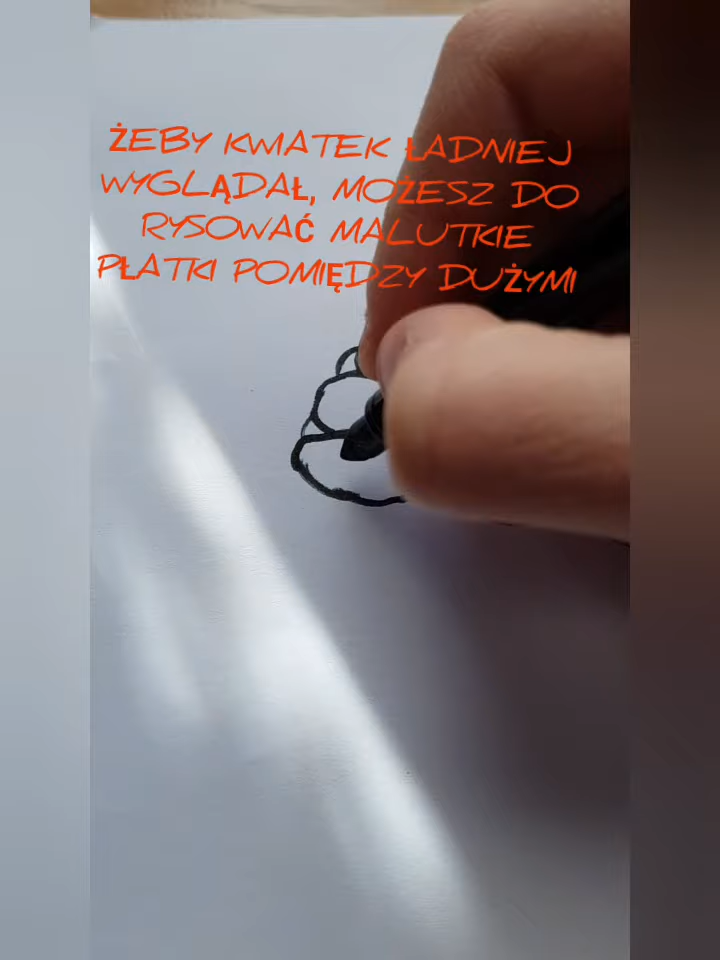 ŻEBY KWIATEK ŁADNIEJ
WYGLĄDAŁ, MOŻESZ DO
RYSOWAĆ MALUTKIE
PŁATKI POMIĘDZY DUŻYMI